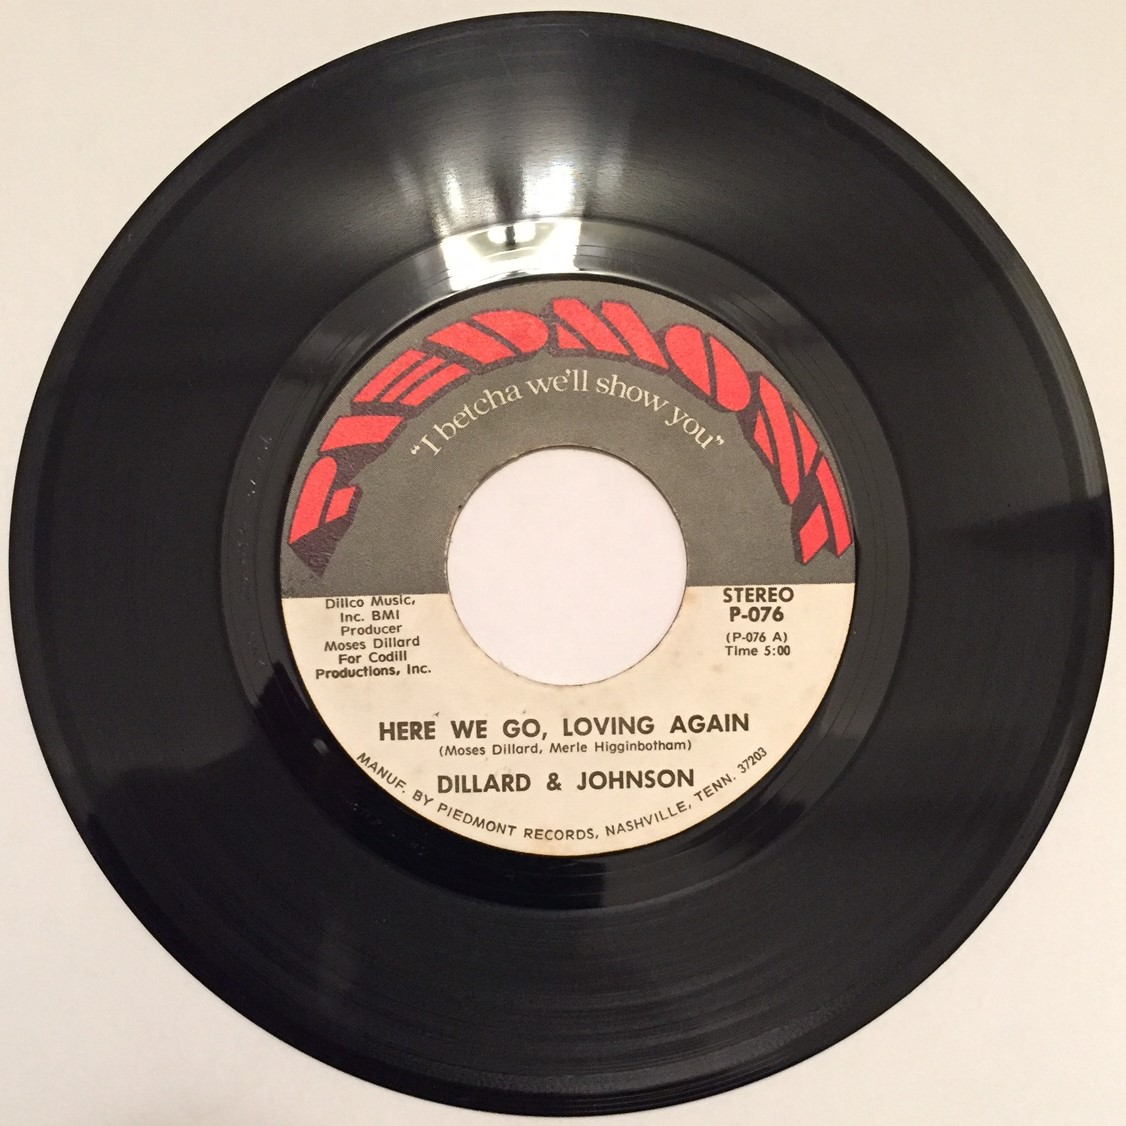 PIEDMONT
"I betcha we'll show you"
Dillco Music,
Inc. BMI
Producer
Moses Dillard
For Codill
Productions, Inc.
STEREO
P-076
(P-076 A)
Time 5:00
HERE WE GO, LOVING AGAIN
(Moses Dillard, Merle Higginbotham)
DILLARD & JOHNSON
MANUF. BY PIEDMONT RECORDS, NASHVILLE, TENN. 37203